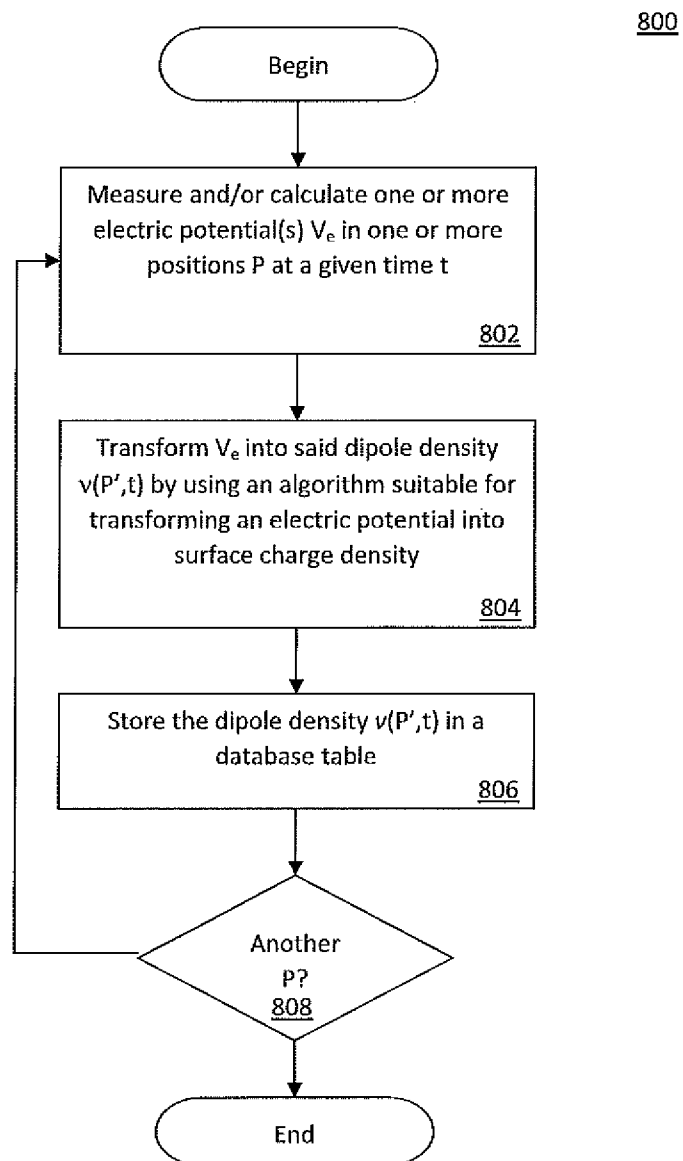 800
Begin
Measure and/or calculate one or more
electric potential(s) Vₑ in one or more
positions P at a given time t
802
Transform Vₑ into said dipole density
ν(P’,t) by using an algorithm suitable for
transforming an electric potential into
surface charge density
804
Store the dipole density ν(P’,t) in a
database table
806
Another
P?
808
End